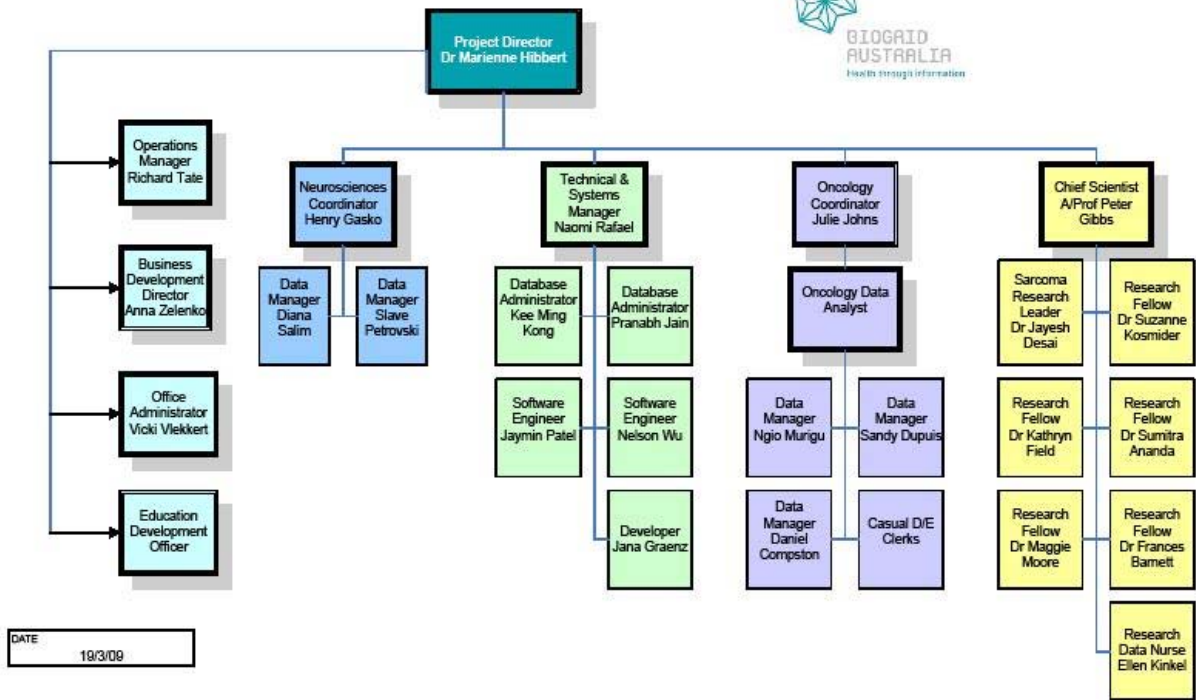 Project Director
Dr Marienne Hibbert
BIOGRID
AUSTRALIA
Health through information
Operations
Manager
Richard Tate
Business
Development
Director
Anna Zelenko
Office
Administrator
Vicki Vlekkert
Education
Development
Officer
Neurosciences
Coordinator
Henry Gasko
Data
Manager
Diana
Salim
Data
Manager
Slave
Petrovski
Technical &
Systems
Manager
Naomi Rafael
Database
Administrator
Kee Ming
Kong
Database
Administrator
Pranabh Jain
Software
Engineer
Jaymin Patel
Software
Engineer
Nelson Wu
Developer
Jana Graenz
Oncology
Coordinator
Julie Johns
Oncology Data
Analyst
Data
Manager
Ngio Murigu
Data
Manager
Sandy Dupuis
Data
Manager
Daniel
Compston
Casual D/E
Clerks
Chief Scientist
A/Prof Peter
Gibbs
Sarcoma
Research
Leader
Dr Jayesh
Desai
Research
Fellow
Dr Suzanne
Kosmider
Research
Fellow
Dr Kathryn
Field
Research
Fellow
Dr Sumitra
Ananda
Research
Fellow
Dr Maggie
Moore
Research
Fellow
Dr Frances
Barnett
Research
Data Nurse
Ellen Kinkel
DATE
19/3/09